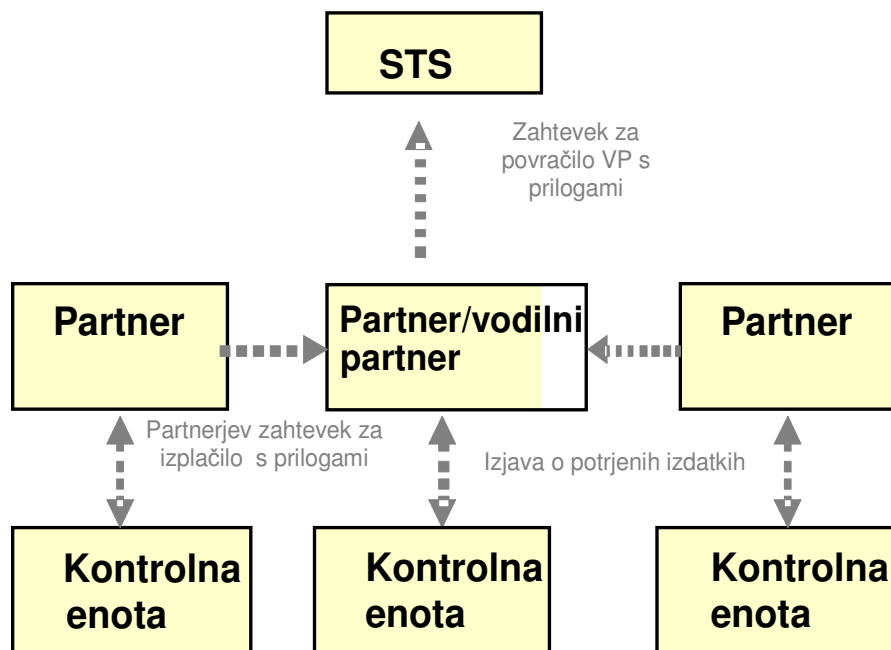 STS
Zahtevek za
povračilo VP s
prilogami
Partner
Partner/vodilni
partner
Partner
Partnerjev zahtevek za
izplačilo s prilogami
Izjava o potrjenih izdatkih
Kontrolna
enota
Kontrolna
enota
Kontrolna
enota